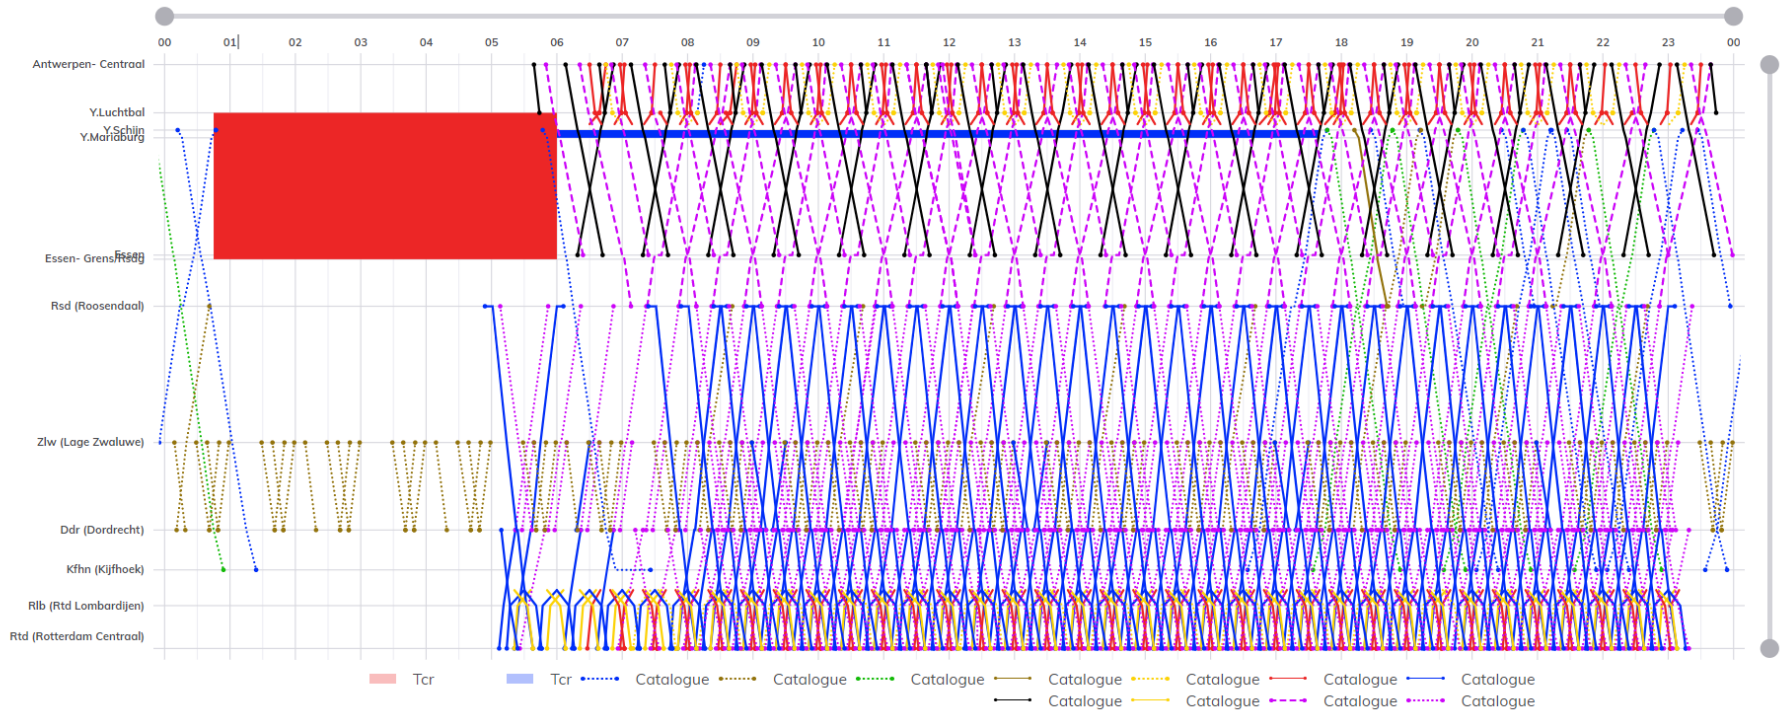 00 01 02 03 04 05 06 07 08 09 10 11 12 13 14 15 16 17 18 19 20 21 22 23 00
Antwerpen- Centraal
Y.Luchtbal
Y.Schijn
Y.Mariaburg
Essen
Essen- Grens/Rsdg
Rsd (Roosendaal)
Zlw (Lage Zwaluwe)
Ddr (Dordrecht)
Kfhn (Kijfhoek)
Rlb (Rtd Lombardijen)
Rtd (Rotterdam Centraal)
Tcr Tcr Catalogue Catalogue Catalogue Catalogue Catalogue Catalogue Catalogue
Catalogue Catalogue Catalogue Catalogue